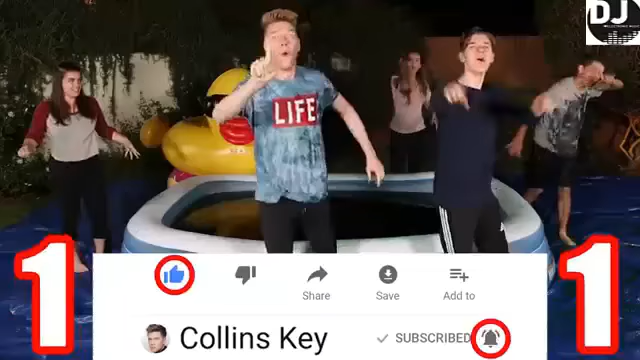 DJ
LIFE
1
1
Share
Save
Add to
Collins Key
SUBSCRIBED